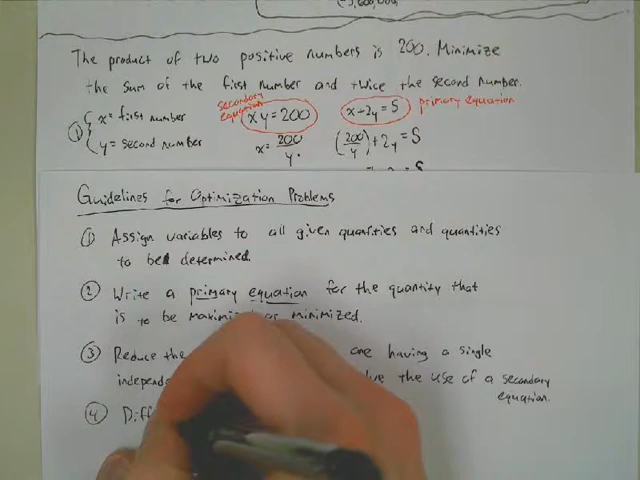 The product of two positive numbers is 200. Minimize
the sum of the first number and twice the second number.
① x = first number
y = second number
secondary equation
xy = 200
x = 200/y
x+2y = S
primary equation
(200/y) + 2y = S
Guidelines for Optimization Problems
① Assign variables to all given quantities and quantities
to be determined.
② Write a primary equation for the quantity that
is to be maximized or minimized.
③ Reduce the one having a single
the use of a secondary
equation.
④ Diff